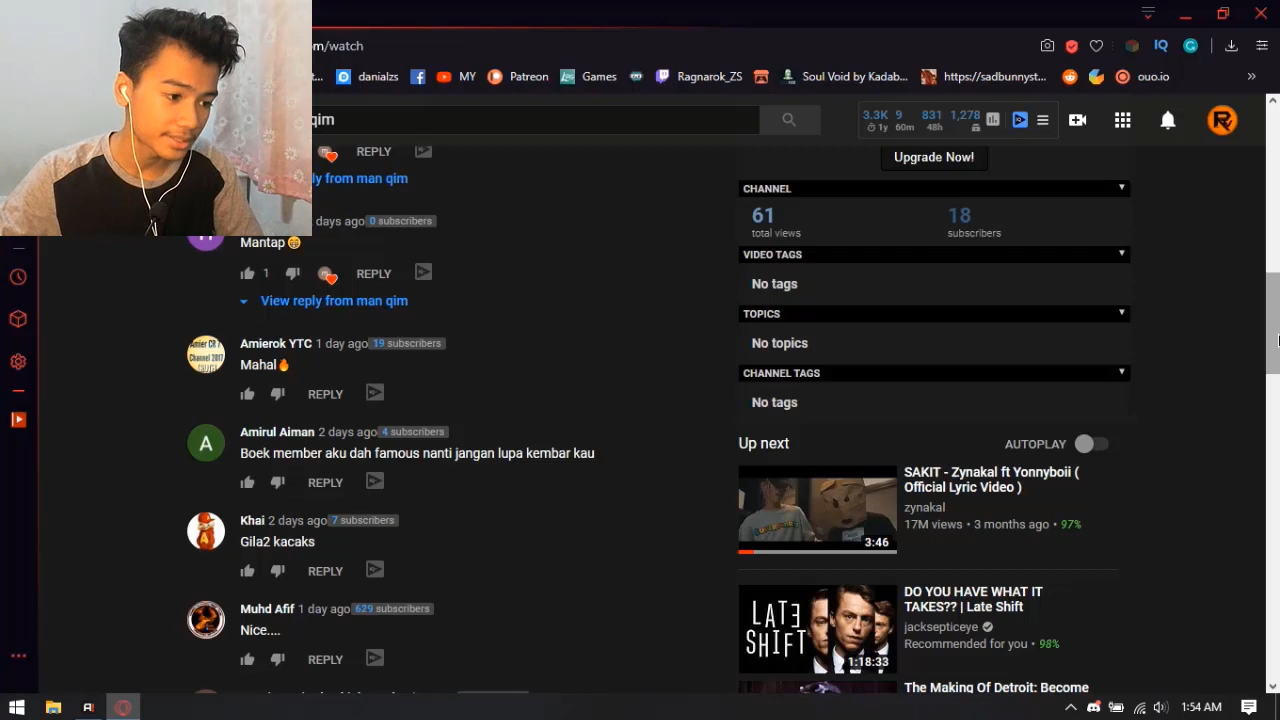 om/watch
t...
danialzs
MY
Patreon
Games
Ragnarok_ZS
Soul Void by Kadab...
https://sadbunnyst...
ouo.io
»
IQ
qim
3.3K 9 831 1,278
1y 60m 48h
REPLY
ly from man qim
days ago 0 subscribers
Mantap😁
1 REPLY
View reply from man qim
Amierok YTC 1 day ago 19 subscribers
Mahal🔥
REPLY
Amirul Aiman 2 days ago 4 subscribers
Boek member aku dah famous nanti jangan lupa kembar kau
REPLY
Khai 2 days ago 7 subscribers
Gila2 kacaks
REPLY
Muhd Afif 1 day ago 629 subscribers
Nice....
REPLY
Upgrade Now!
CHANNEL
61 18
total views subscribers
VIDEO TAGS
No tags
TOPICS
No topics
CHANNEL TAGS
No tags
Up next AUTOPLAY
SAKIT - Zynakal ft Yonnyboii (
Official Lyric Video )
zynakal
17M views • 3 months ago • 97%
3:46
DO YOU HAVE WHAT IT
TAKES?? | Late Shift
jacksepticeye
Recommended for you • 98%
LATE
SHIFT
1:18:33
The Making Of Detroit: Become
1:54 AM